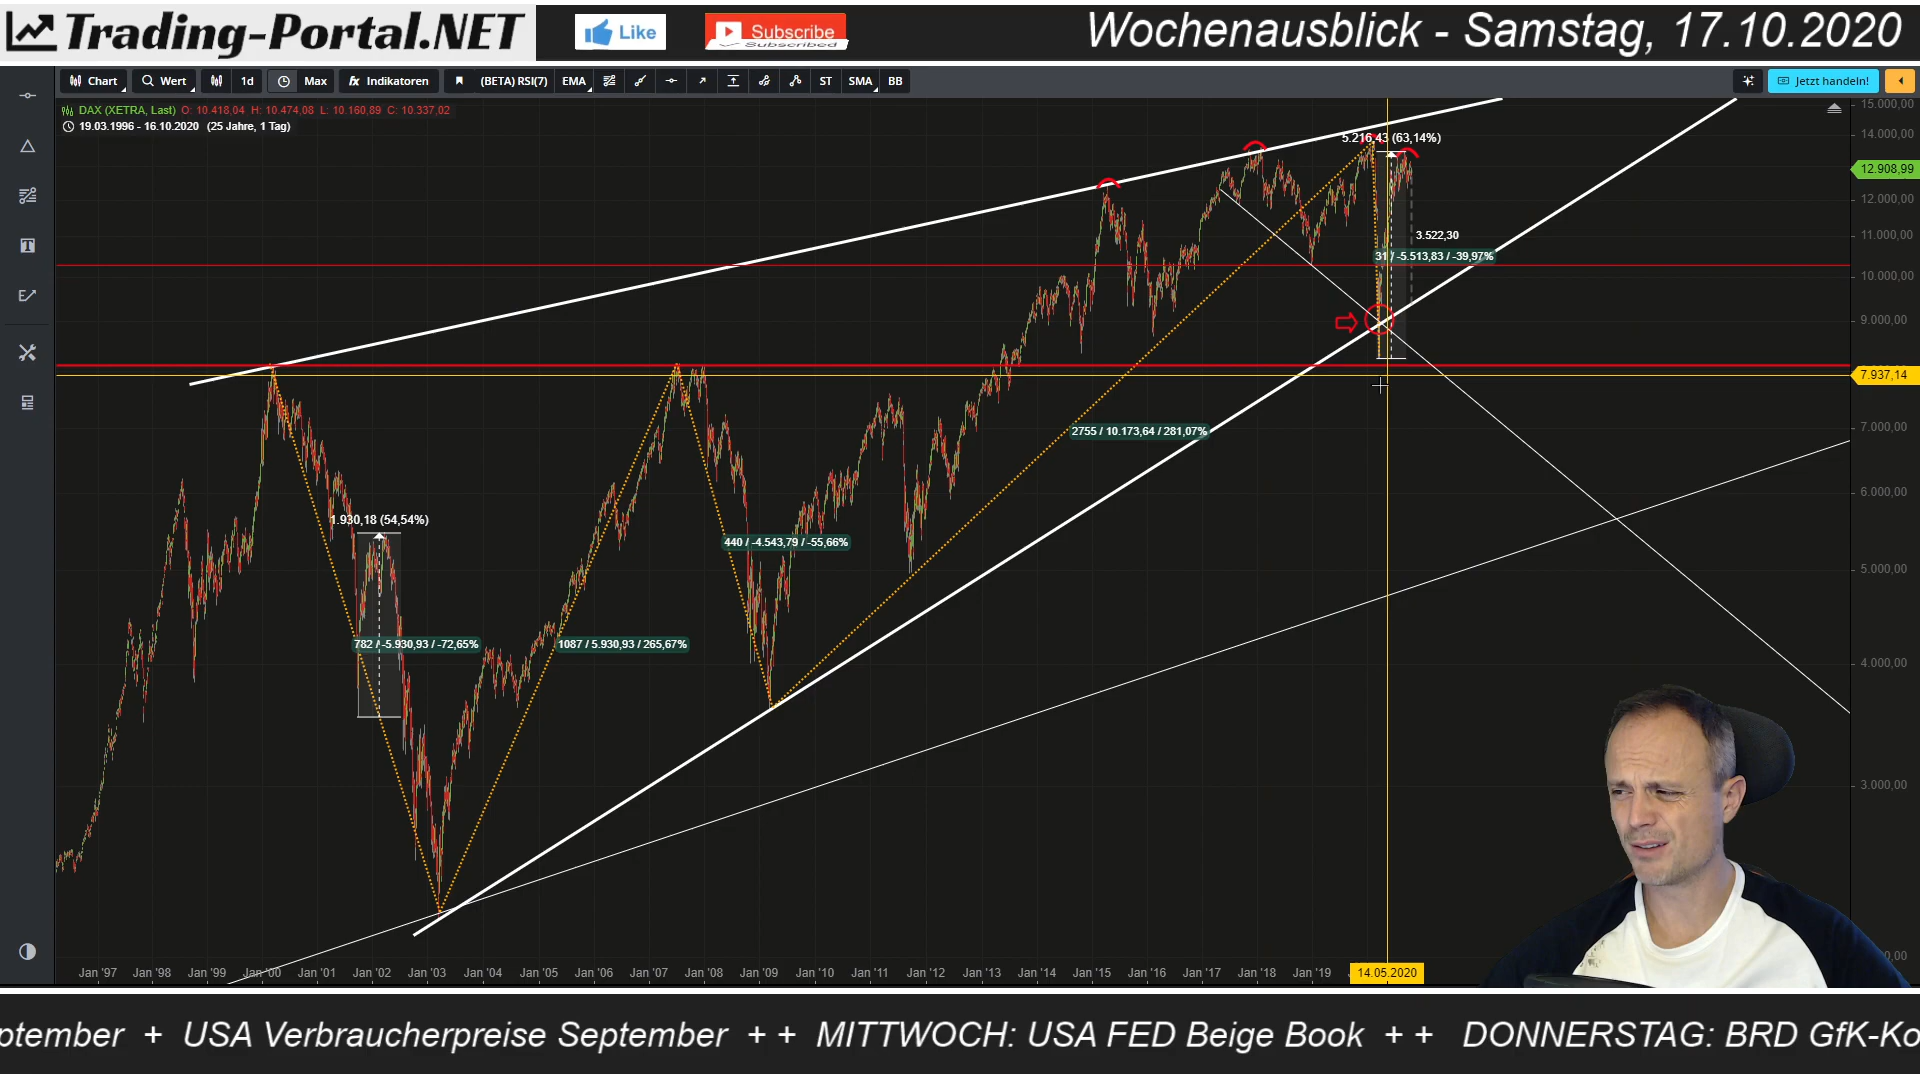 Trading-Portal.NET
Like
Subscribe
Subscribed
Wochenausblick - Samstag, 17.10.2020
Chart
Wert
1d
Max
fx Indikatoren
(BETA) RSI(7)
EMA
ST
SMA
BB
Jetzt handeln!
DAX (XETRA, Last) O: 10.418,04 H: 10.474,08 L: 10.160,89 C: 10.337,02
19.03.1996 - 16.10.2020 (25 Jahre, 1 Tag)
15.000,00
14.000,00
12.908,99
12.000,00
11.000,00
10.000,00
9.000,00
7.937,14
7.000,00
6.000,00
5.000,00
4.000,00
3.000,00
5.216,43 (63,14%)
3.522,30
31 / -5.513,83 / -39,97%
2755 / 10.173,64 / 281,07%
1.930,18 (54,54%)
440 / -4.543,79 / -55,66%
782 / -5.930,93 / -72,65%
1087 / 5.930,93 / 265,67%
Jan '97 Jan '98 Jan '99 Jan '00 Jan '01 Jan '02 Jan '03 Jan '04 Jan '05 Jan '06 Jan '07 Jan '08 Jan '09 Jan '10 Jan '11 Jan '12 Jan '13 Jan '14 Jan '15 Jan '16 Jan '17 Jan '18 Jan '19 14.05.2020
ptember + USA Verbraucherpreise September + + MITTWOCH: USA FED Beige Book + + DONNERSTAG: BRD GfK-Ko